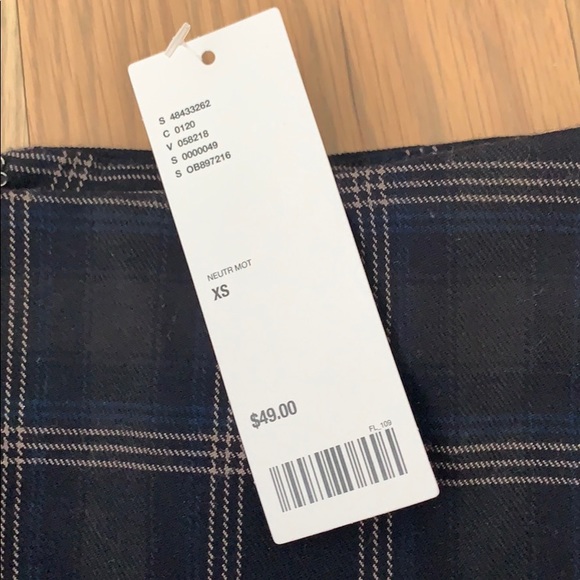 S 48433262
C 0120
V 058218
S 0000049
S OB897216
NEUTR MOT
XS
$49.00
FL_109